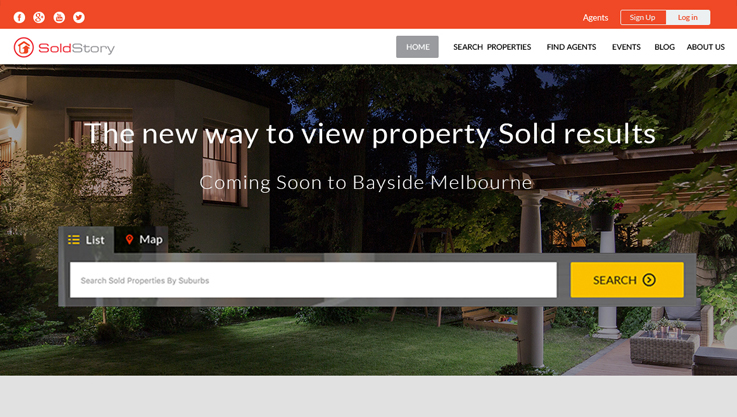 Agents Sign Up Log in
SoldStory
HOME SEARCH PROPERTIES FIND AGENTS EVENTS BLOG ABOUT US
The new way to view property Sold results
Coming Soon to Bayside Melbourne
List Map
Search Sold Properties By Suburbs
SEARCH